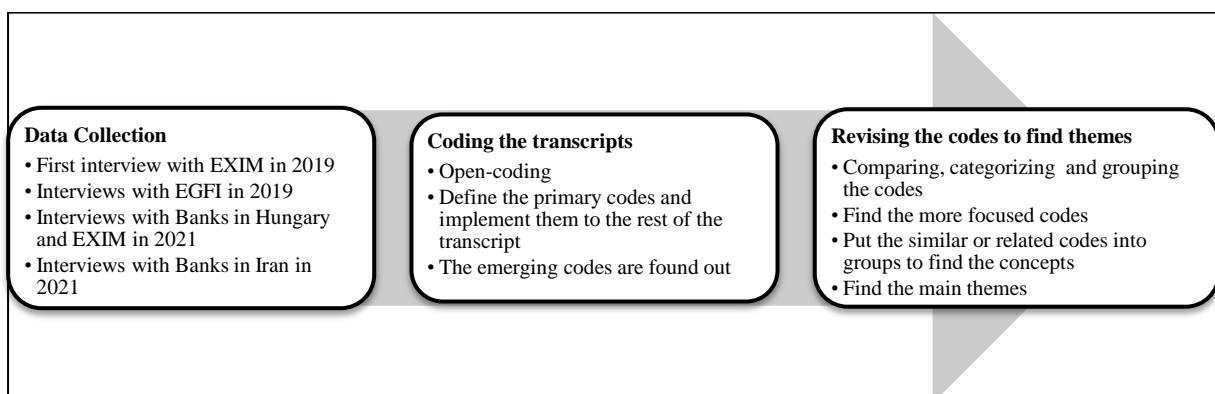 Data Collection
• First interview with EXIM in 2019
• Interviews with EGFI in 2019
• Interviews with Banks in Hungary
and EXIM in 2021
• Interviews with Banks in Iran in
2021
Coding the transcripts
• Open-coding
• Define the primary codes and
implement them to the rest of the
transcript
• The emerging codes are found out
Revising the codes to find themes
• Comparing, categorizing and grouping
the codes
• Find the more focused codes
• Put the similar or related codes into
groups to find the concepts
• Find the main themes